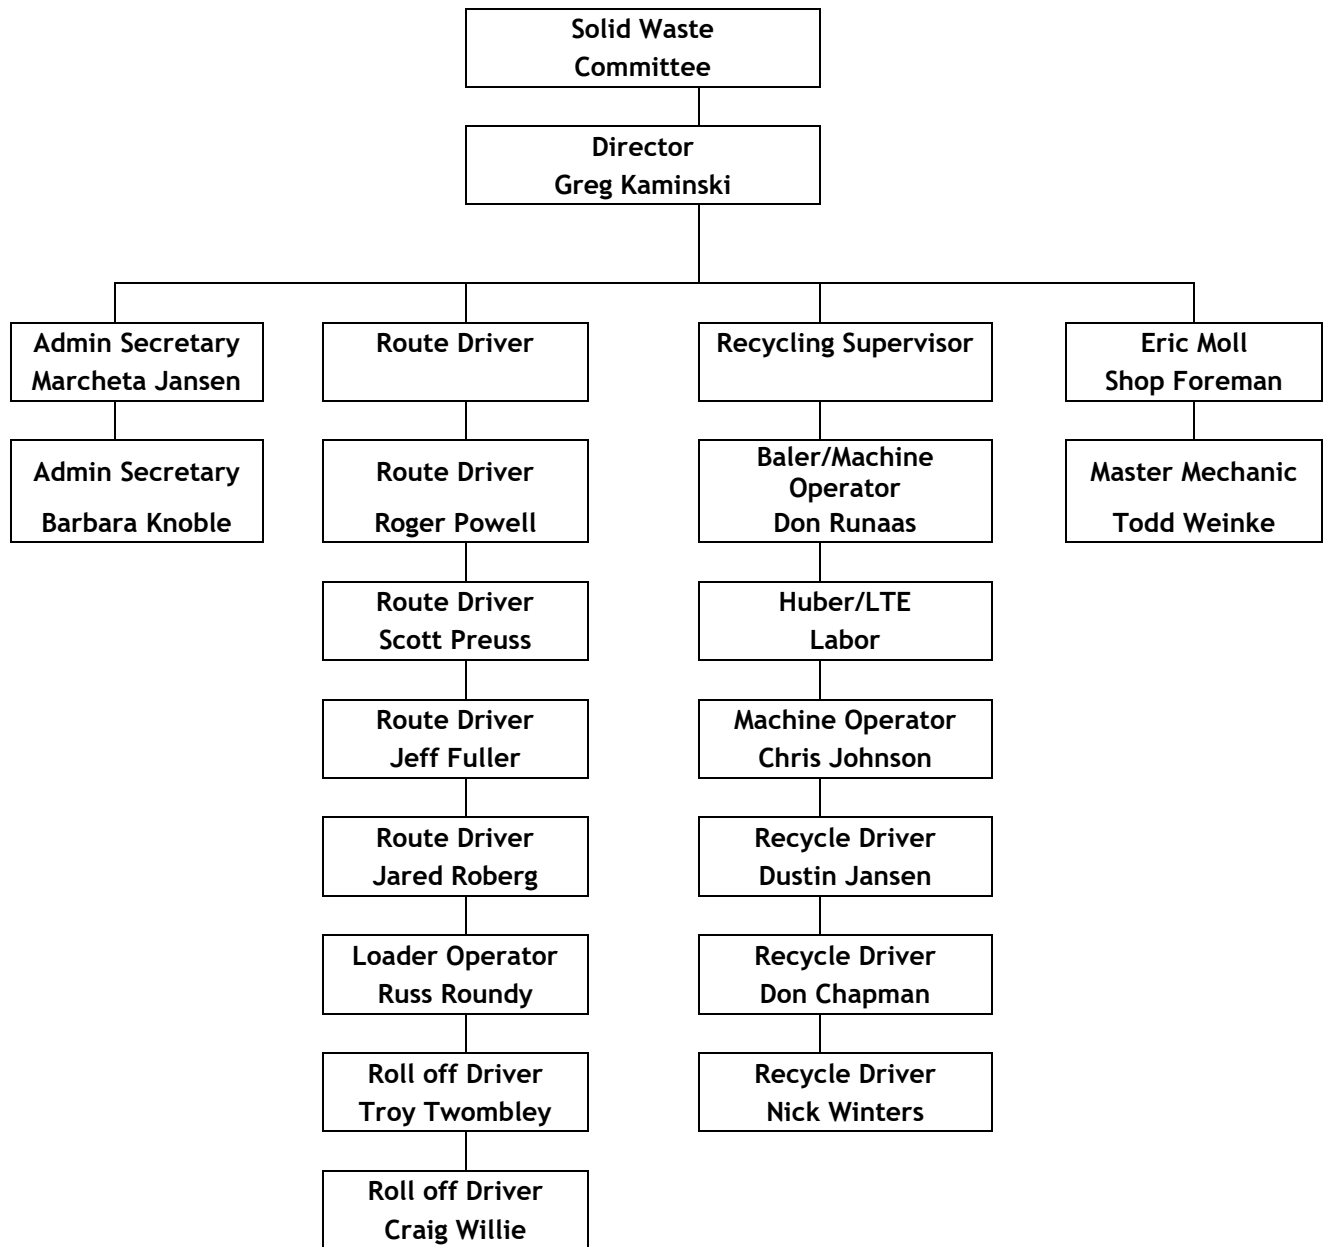 Solid Waste
Committee
Director
Greg Kaminski
Admin Secretary
Marcheta Jansen
Route Driver
Recycling Supervisor
Eric Moll
Shop Foreman
Admin Secretary
Barbara Knoble
Route Driver
Roger Powell
Baler/Machine
Operator
Don Runaas
Master Mechanic
Todd Weinke
Route Driver
Scott Preuss
Huber/LTE
Labor
Route Driver
Jeff Fuller
Machine Operator
Chris Johnson
Route Driver
Jared Roberg
Recycle Driver
Dustin Jansen
Loader Operator
Russ Roundy
Recycle Driver
Don Chapman
Roll off Driver
Troy Twombley
Recycle Driver
Nick Winters
Roll off Driver
Craig Willie